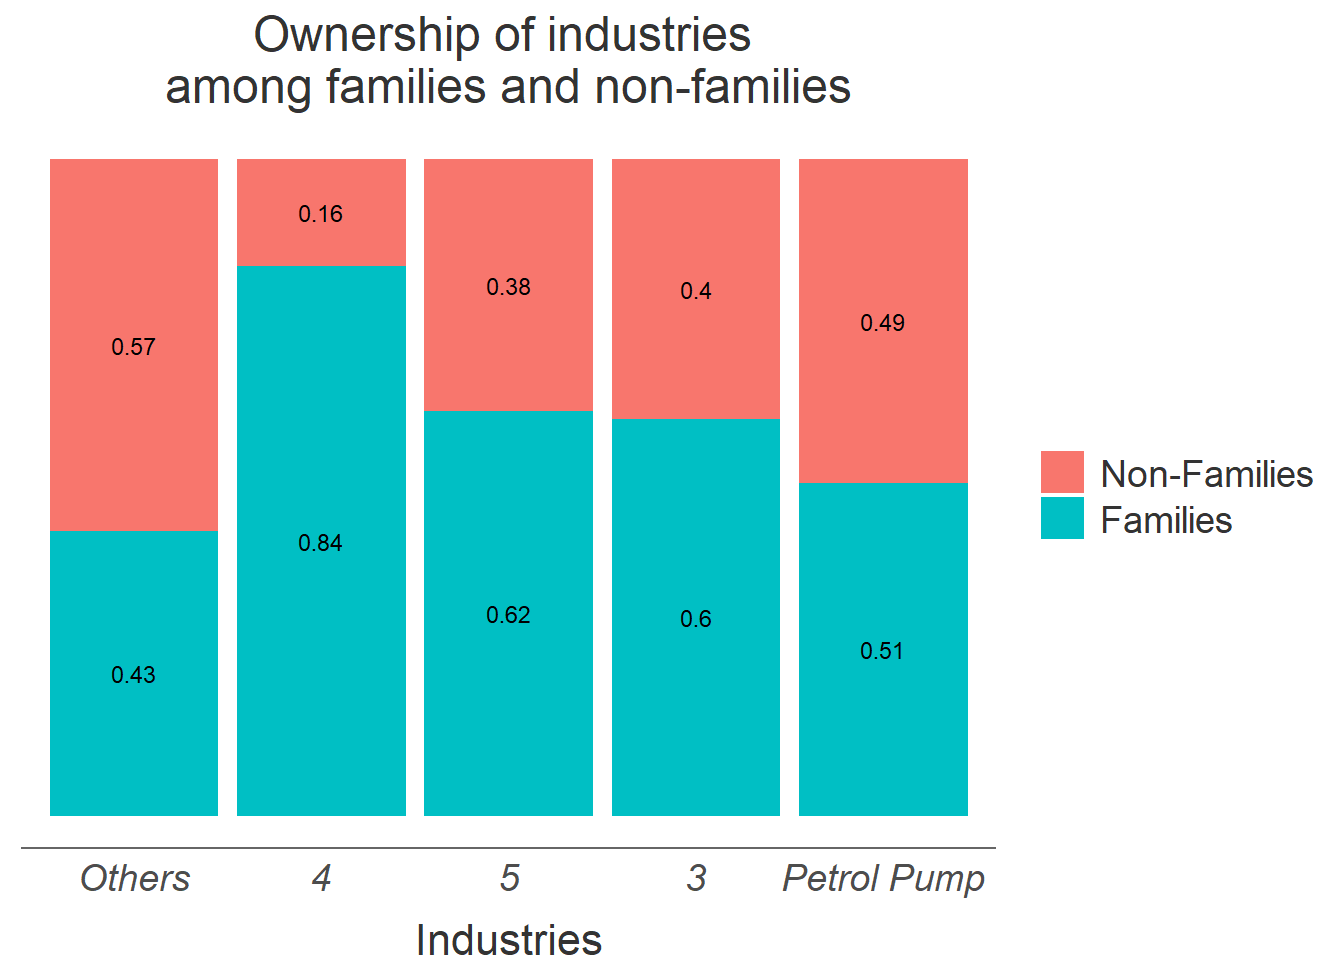 Ownership of industries
among families and non-families
0.57
0.16
0.38
0.4
0.49
0.43
0.84
0.62
0.6
0.51
Non-Families
Families
Others
4
5
3
Petrol Pump
Industries